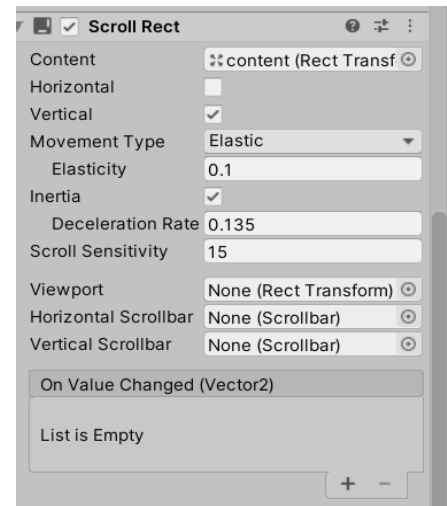 Scroll Rect
Content content (Rect Transf
Horizontal
Vertical
Movement Type Elastic
Elasticity 0.1
Inertia
Deceleration Rate 0.135
Scroll Sensitivity 15
Viewport None (Rect Transform)
Horizontal Scrollbar None (Scrollbar)
Vertical Scrollbar None (Scrollbar)
On Value Changed (Vector2)
List is Empty